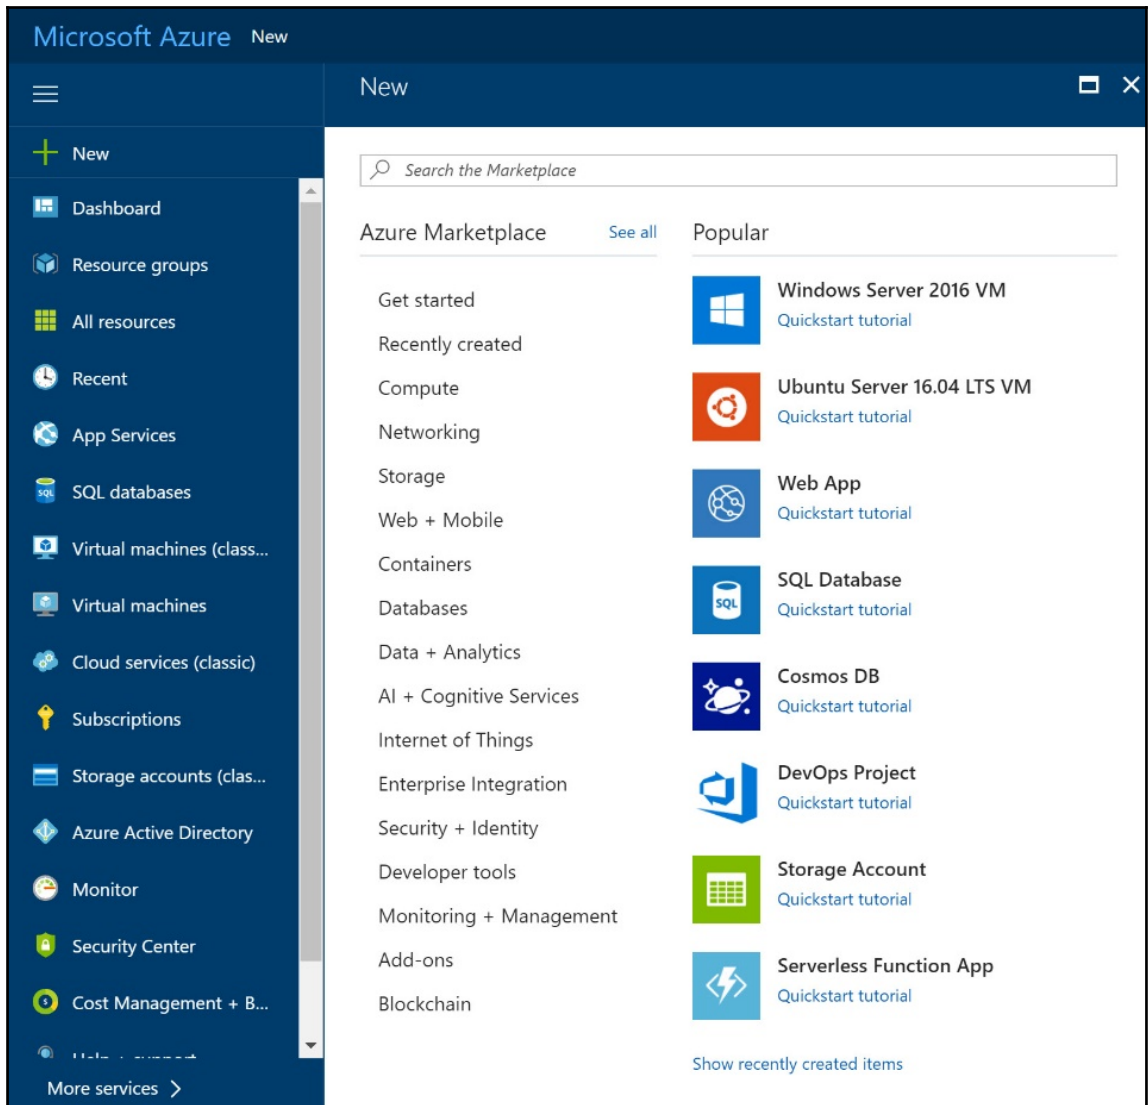 Microsoft Azure New
New
New
Dashboard
Resource groups
All resources
Recent
App Services
SQL databases
Virtual machines (class...
Virtual machines
Cloud services (classic)
Subscriptions
Storage accounts (clas...
Azure Active Directory
Monitor
Security Center
Cost Management + B...
Help + support
More services
Search the Marketplace
Azure Marketplace
See all
Get started
Recently created
Compute
Networking
Storage
Web + Mobile
Containers
Databases
Data + Analytics
AI + Cognitive Services
Internet of Things
Enterprise Integration
Security + Identity
Developer tools
Monitoring + Management
Add-ons
Blockchain
Popular
Windows Server 2016 VM
Quickstart tutorial
Ubuntu Server 16.04 LTS VM
Quickstart tutorial
Web App
Quickstart tutorial
SQL
SQL Database
Quickstart tutorial
Cosmos DB
Quickstart tutorial
DevOps Project
Quickstart tutorial
Storage Account
Quickstart tutorial
Serverless Function App
Quickstart tutorial
Show recently created items